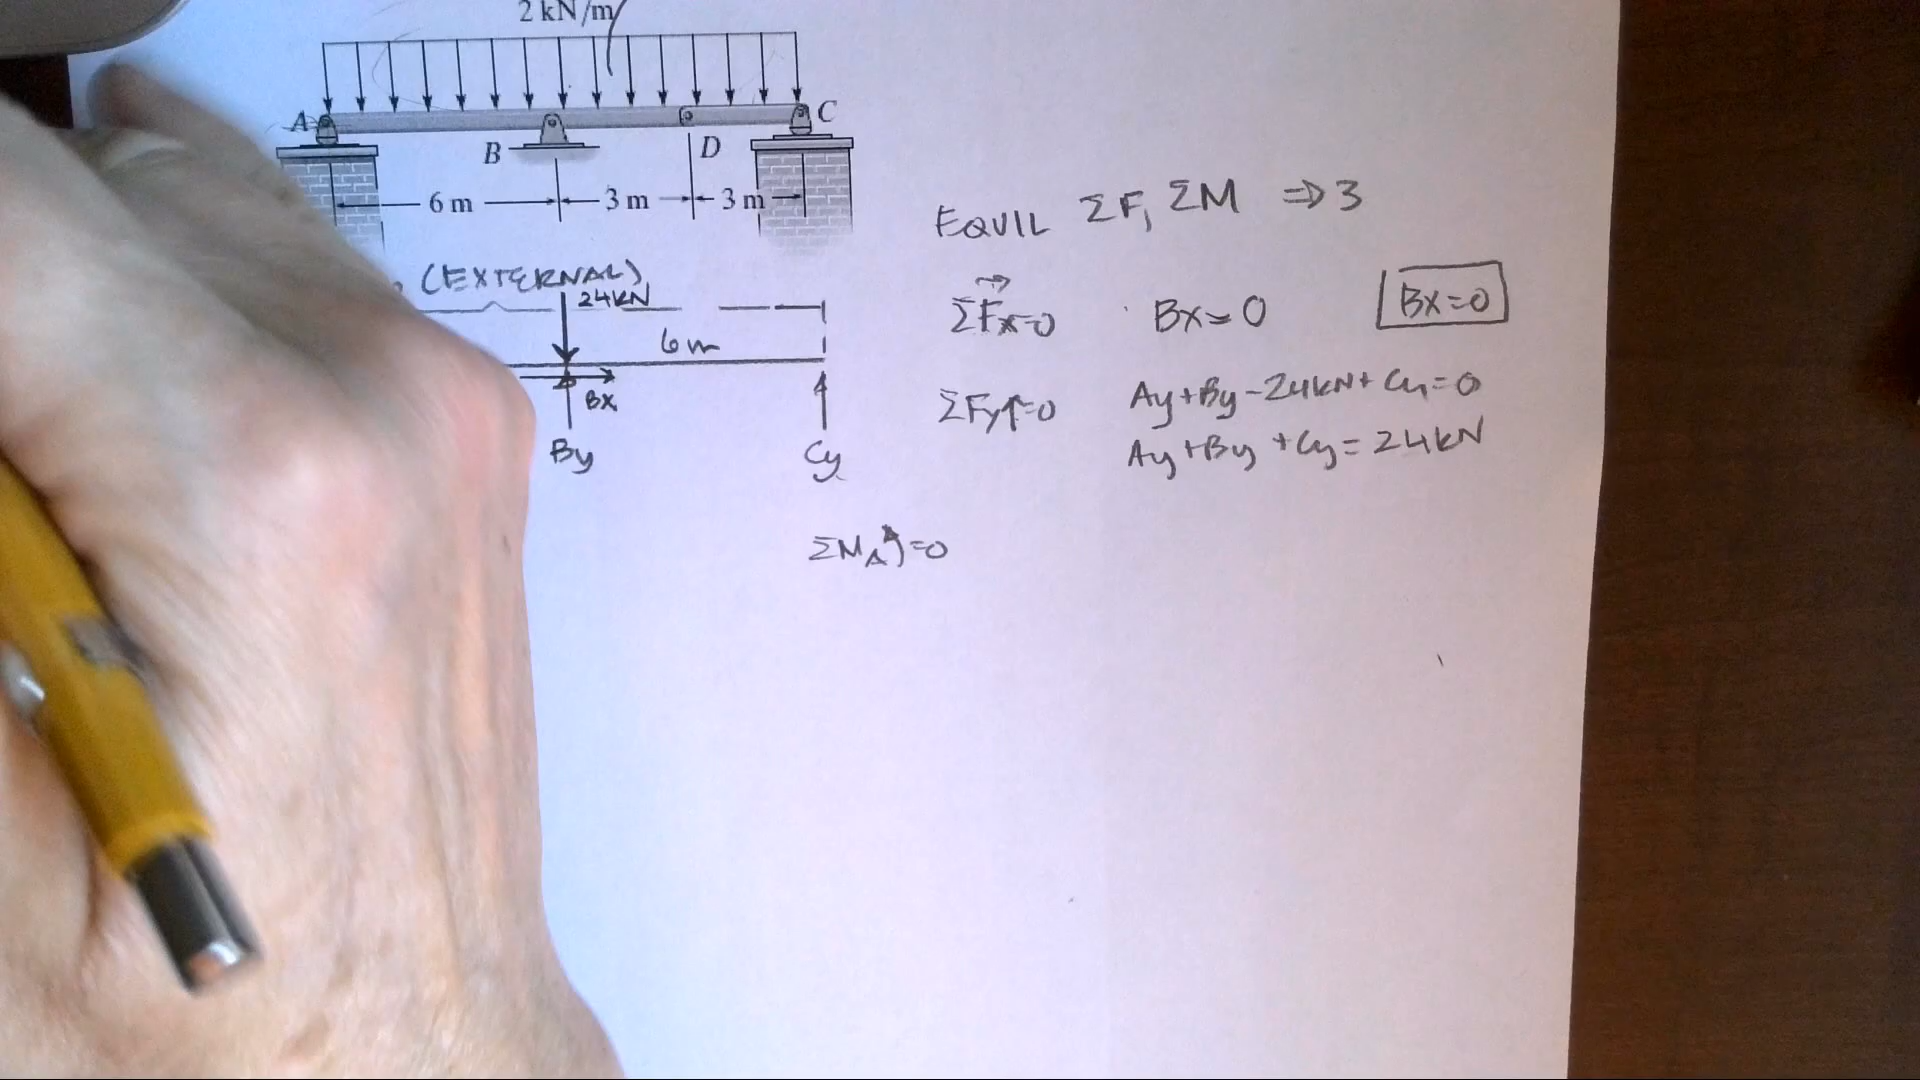 2 kN/m
A C
B D
6 m 3 m 3 m
EQUIL ΣF, ΣM ⇒ 3
(EXTERNAL)
24KN
ΣFx=0 Bx=0 Bx=0
6m
Bx
ΣFy↑=0 Ay+By-24kN+Cy=0
By Cy
Ay+By+Cy=24kN
ΣMA=0